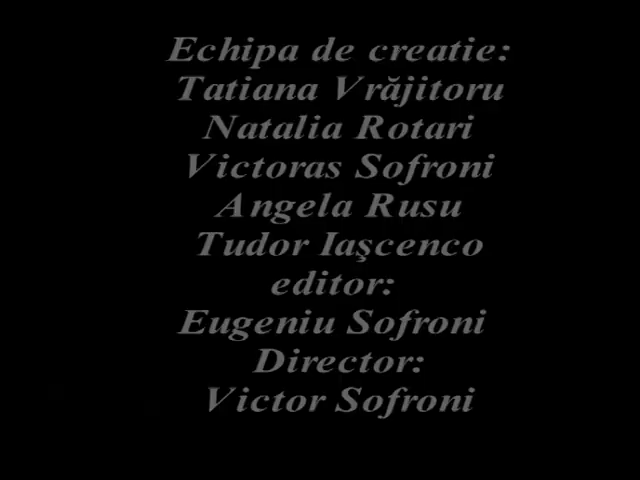 Echipa de creatie:
Tatiana Vrăjitoru
Natalia Rotari
Victoras Sofroni
Angela Rusu
Tudor Iaşcenco
editor:
Eugeniu Sofroni
Director:
Victor Sofroni